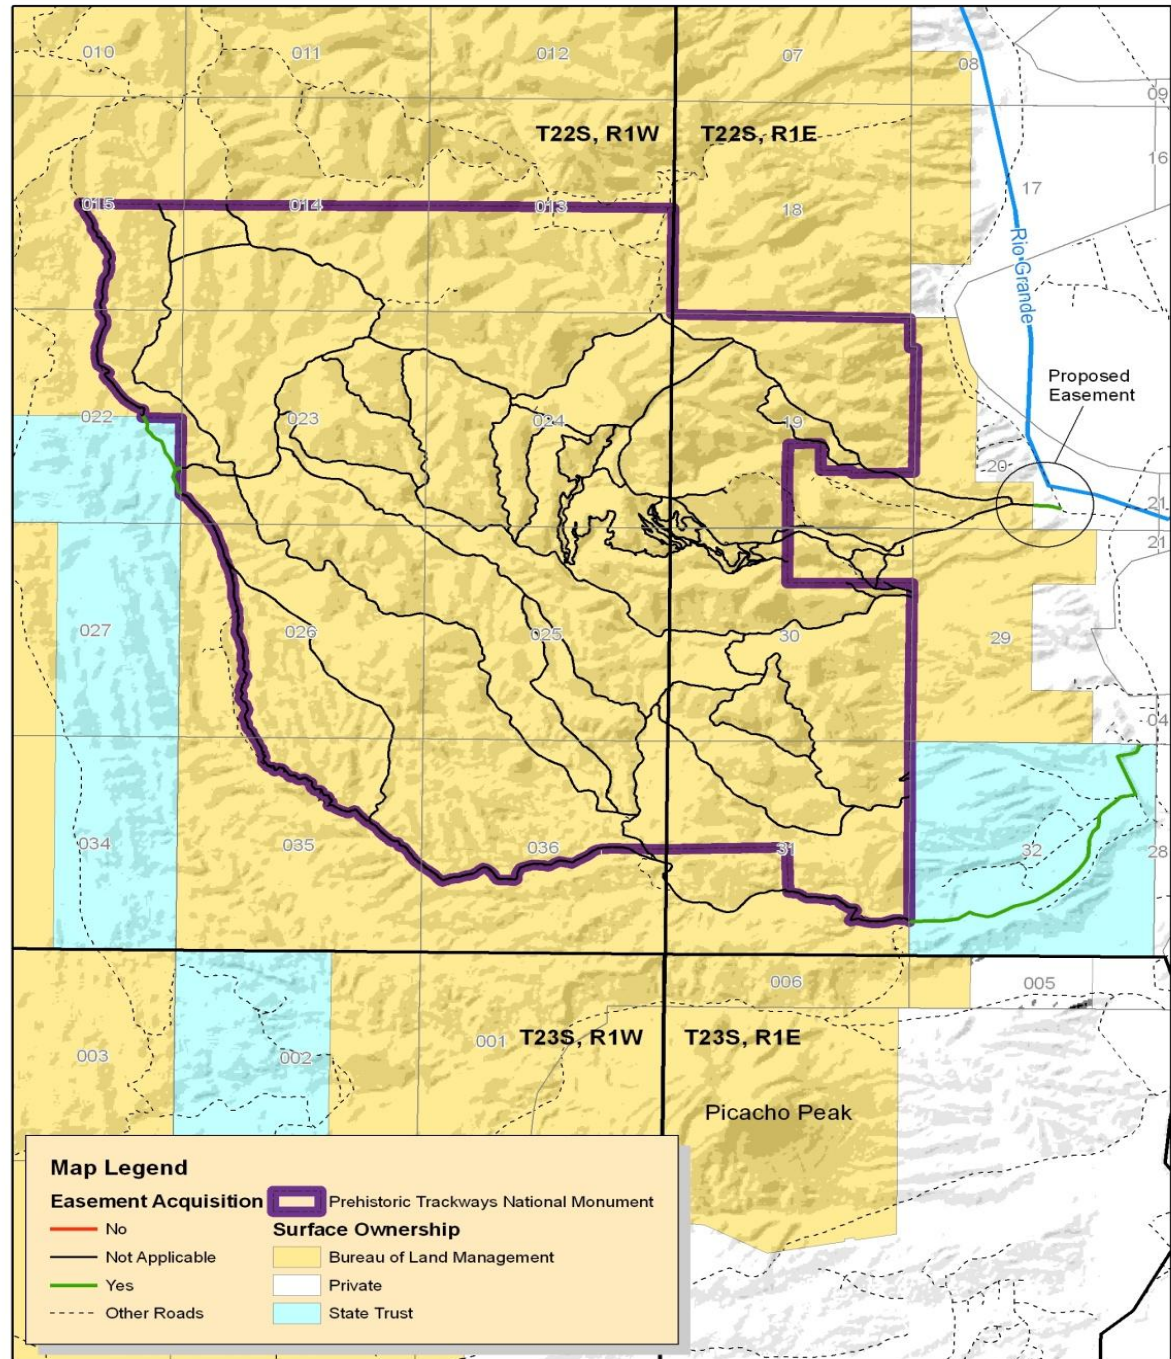 010
011
012
07
08
09
T22S, R1W
T22S, R1E
16
17
015
014
013
18
Rio Grande
Proposed
Easement
022
023
024
19
20
21
21
027
026
025
30
29
04
034
035
036
31
32
28
006
005
003
002
001
T23S, R1W
T23S, R1E
Picacho Peak
Map Legend
Easement Acquisition
No
Not Applicable
Yes
Other Roads
Prehistoric Trackways National Monument
Surface Ownership
Bureau of Land Management
Private
State Trust